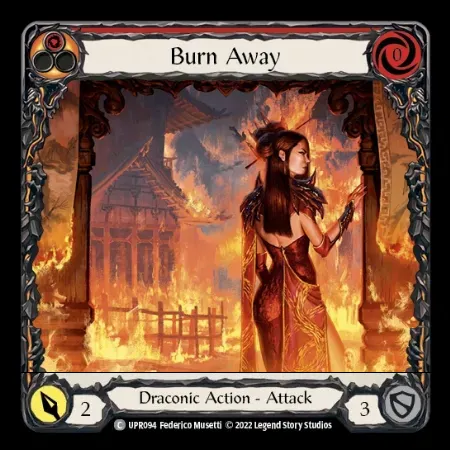 Burn Away
0
2
Draconic Action - Attack
3
C UPR094 Federico Musetti © 2022 Legend Story Studios